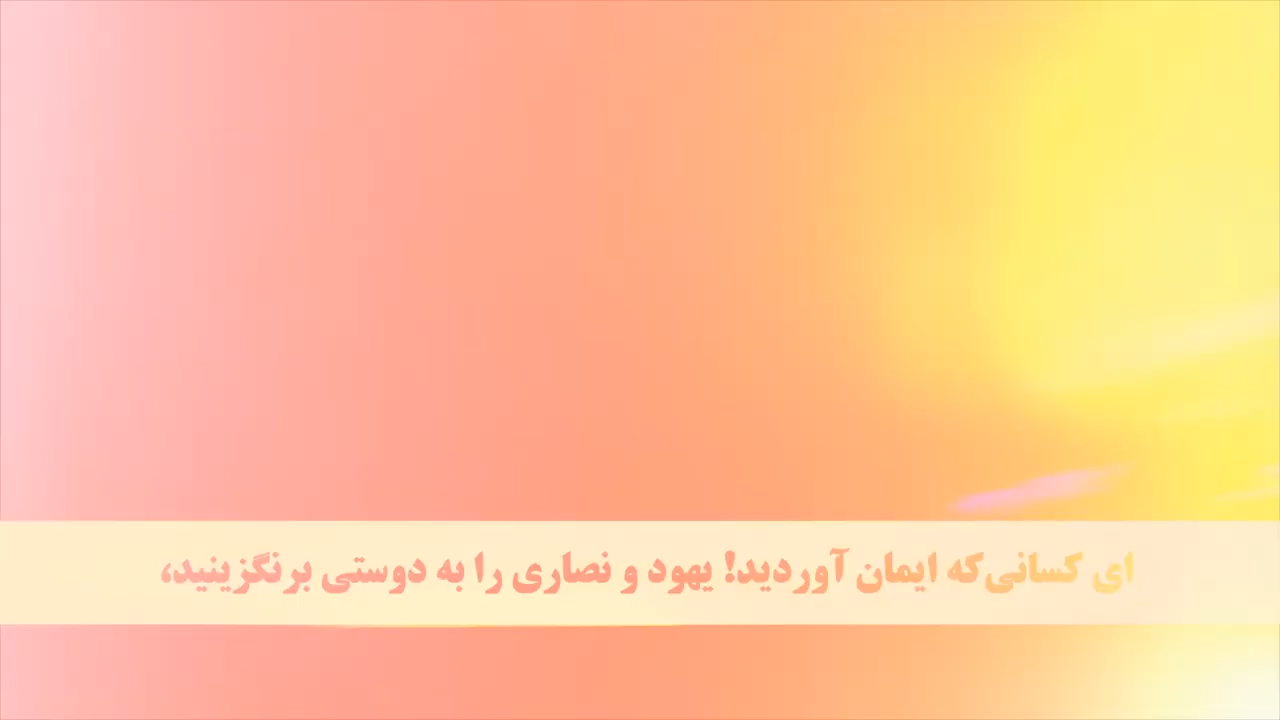 ای کسانی‌که ایمان آوردید! یهود و نصاری را به دوستی برنگزینید،